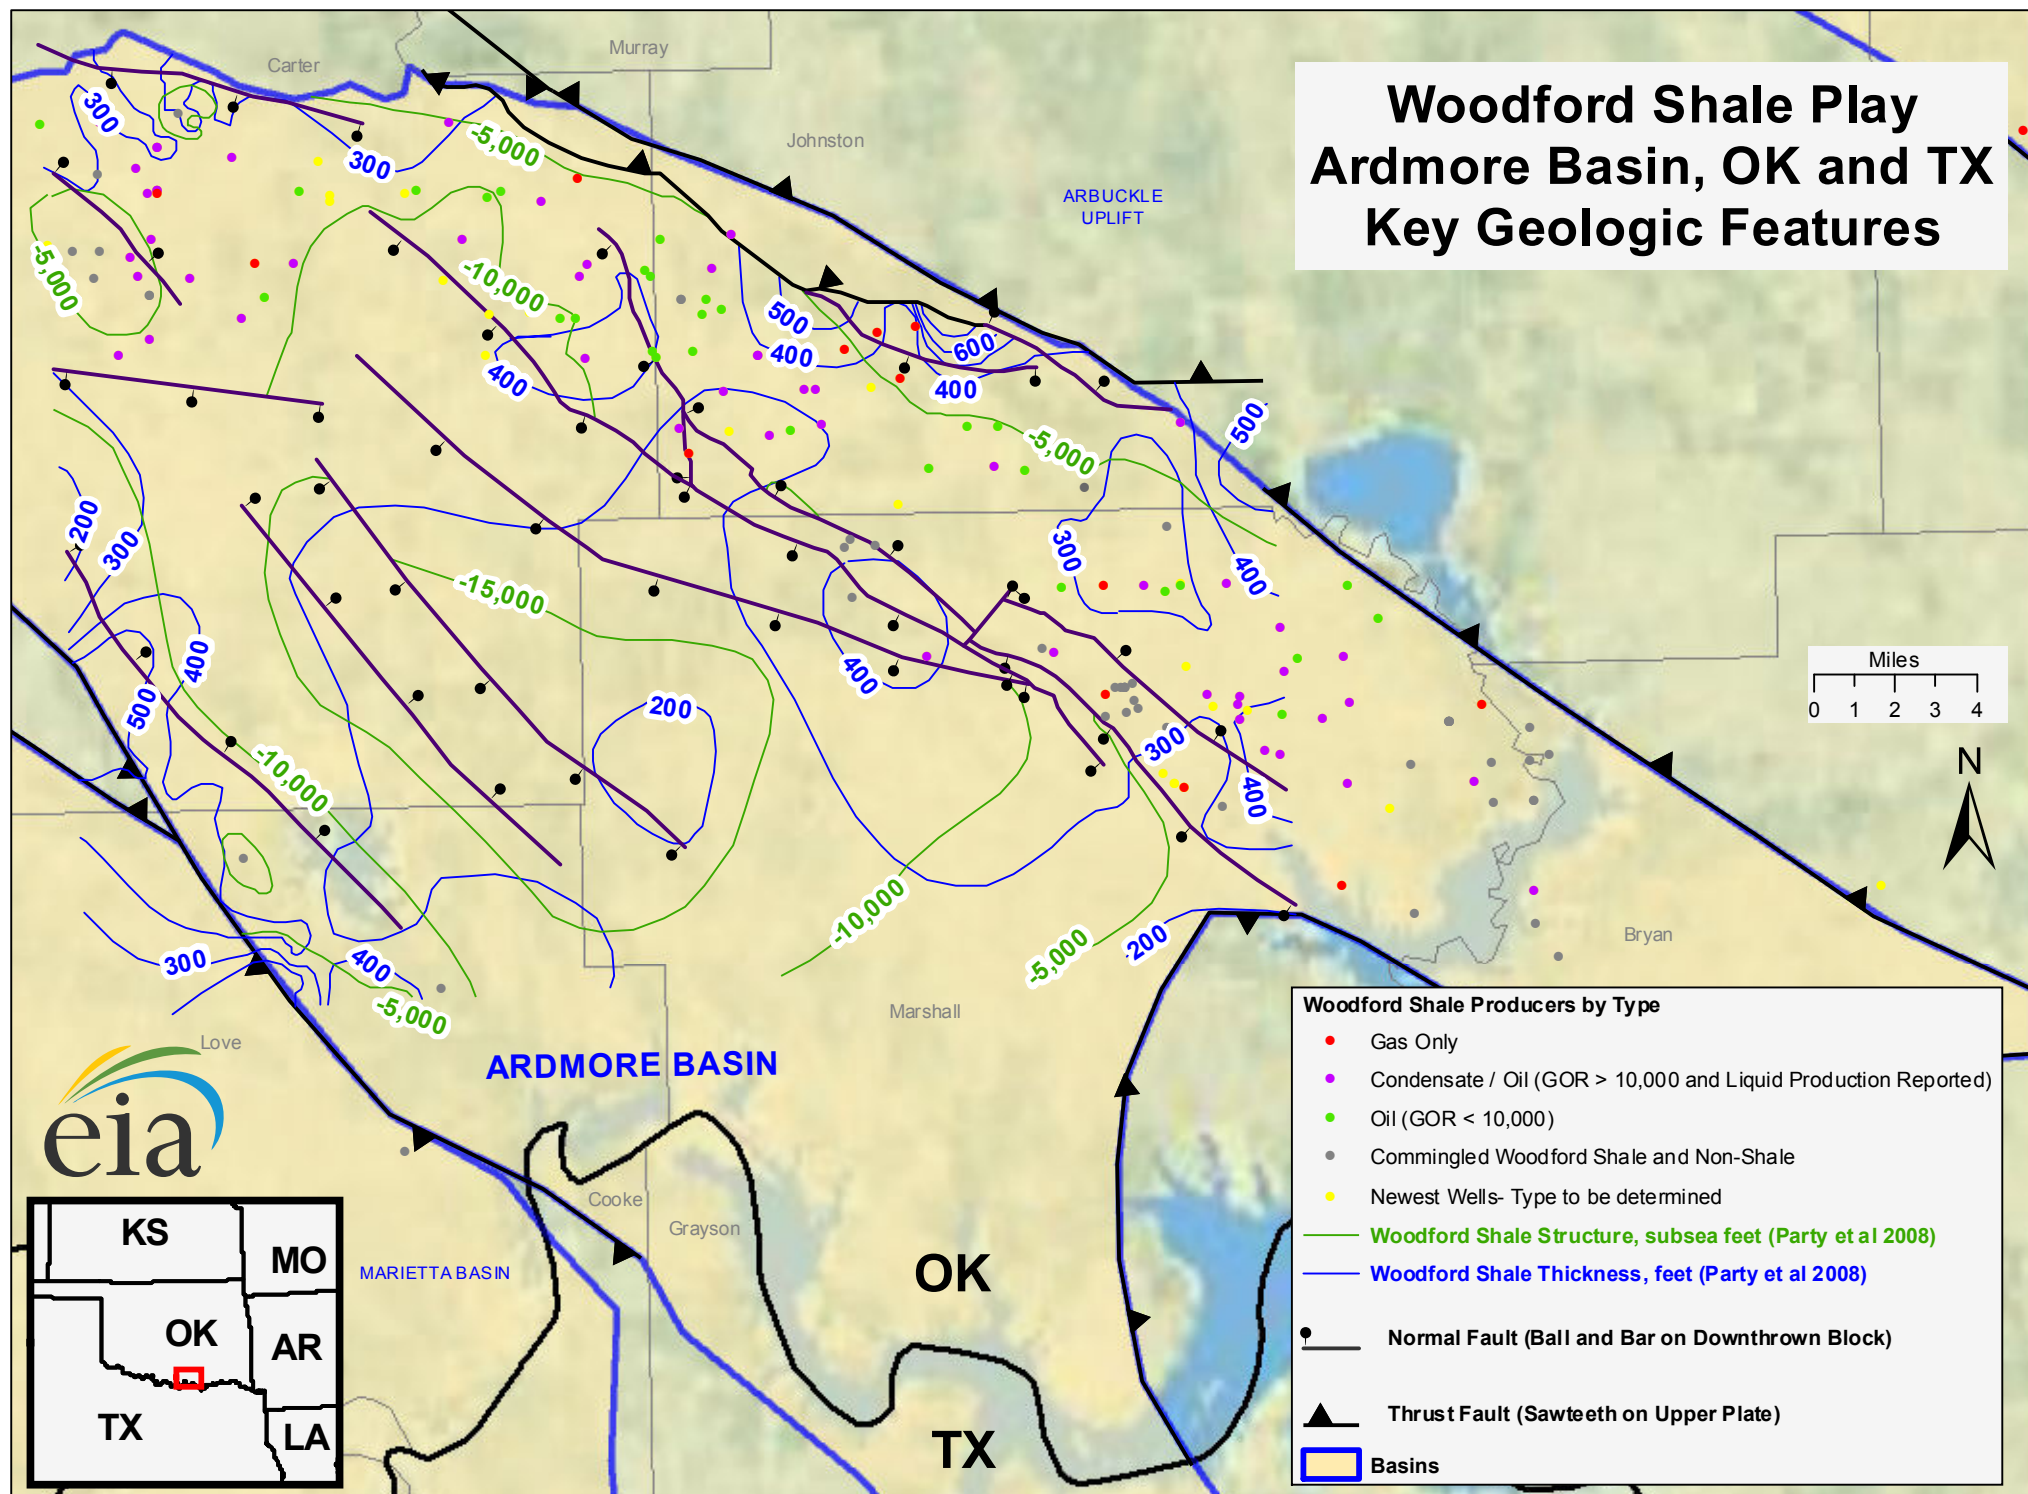 Woodford Shale Play
Ardmore Basin, OK and TX
Key Geologic Features
Carter
Murray
Johnston
ARBUCKLE
UPLIFT
300
300
-5,000
-5,000
-10,000
500
400
600
400
400
500
-5,000
200
300
300
400
-15,000
400
400
500
200
300
400
-10,000
-10,000
-5,000
200
300
400
-5,000
Miles
0 1 2 3 4
N
Bryan
Marshall
Love
ARDMORE BASIN
eia
Cooke
Grayson
MARIETTA BASIN
OK
TX
KS
MO
OK
AR
TX
LA
Woodford Shale Producers by Type
Gas Only
Condensate / Oil (GOR > 10,000 and Liquid Production Reported)
Oil (GOR < 10,000)
Commingled Woodford Shale and Non-Shale
Newest Wells- Type to be determined
Woodford Shale Structure, subsea feet (Party et al 2008)
Woodford Shale Thickness, feet (Party et al 2008)
Normal Fault (Ball and Bar on Downthrown Block)
Thrust Fault (Sawteeth on Upper Plate)
Basins